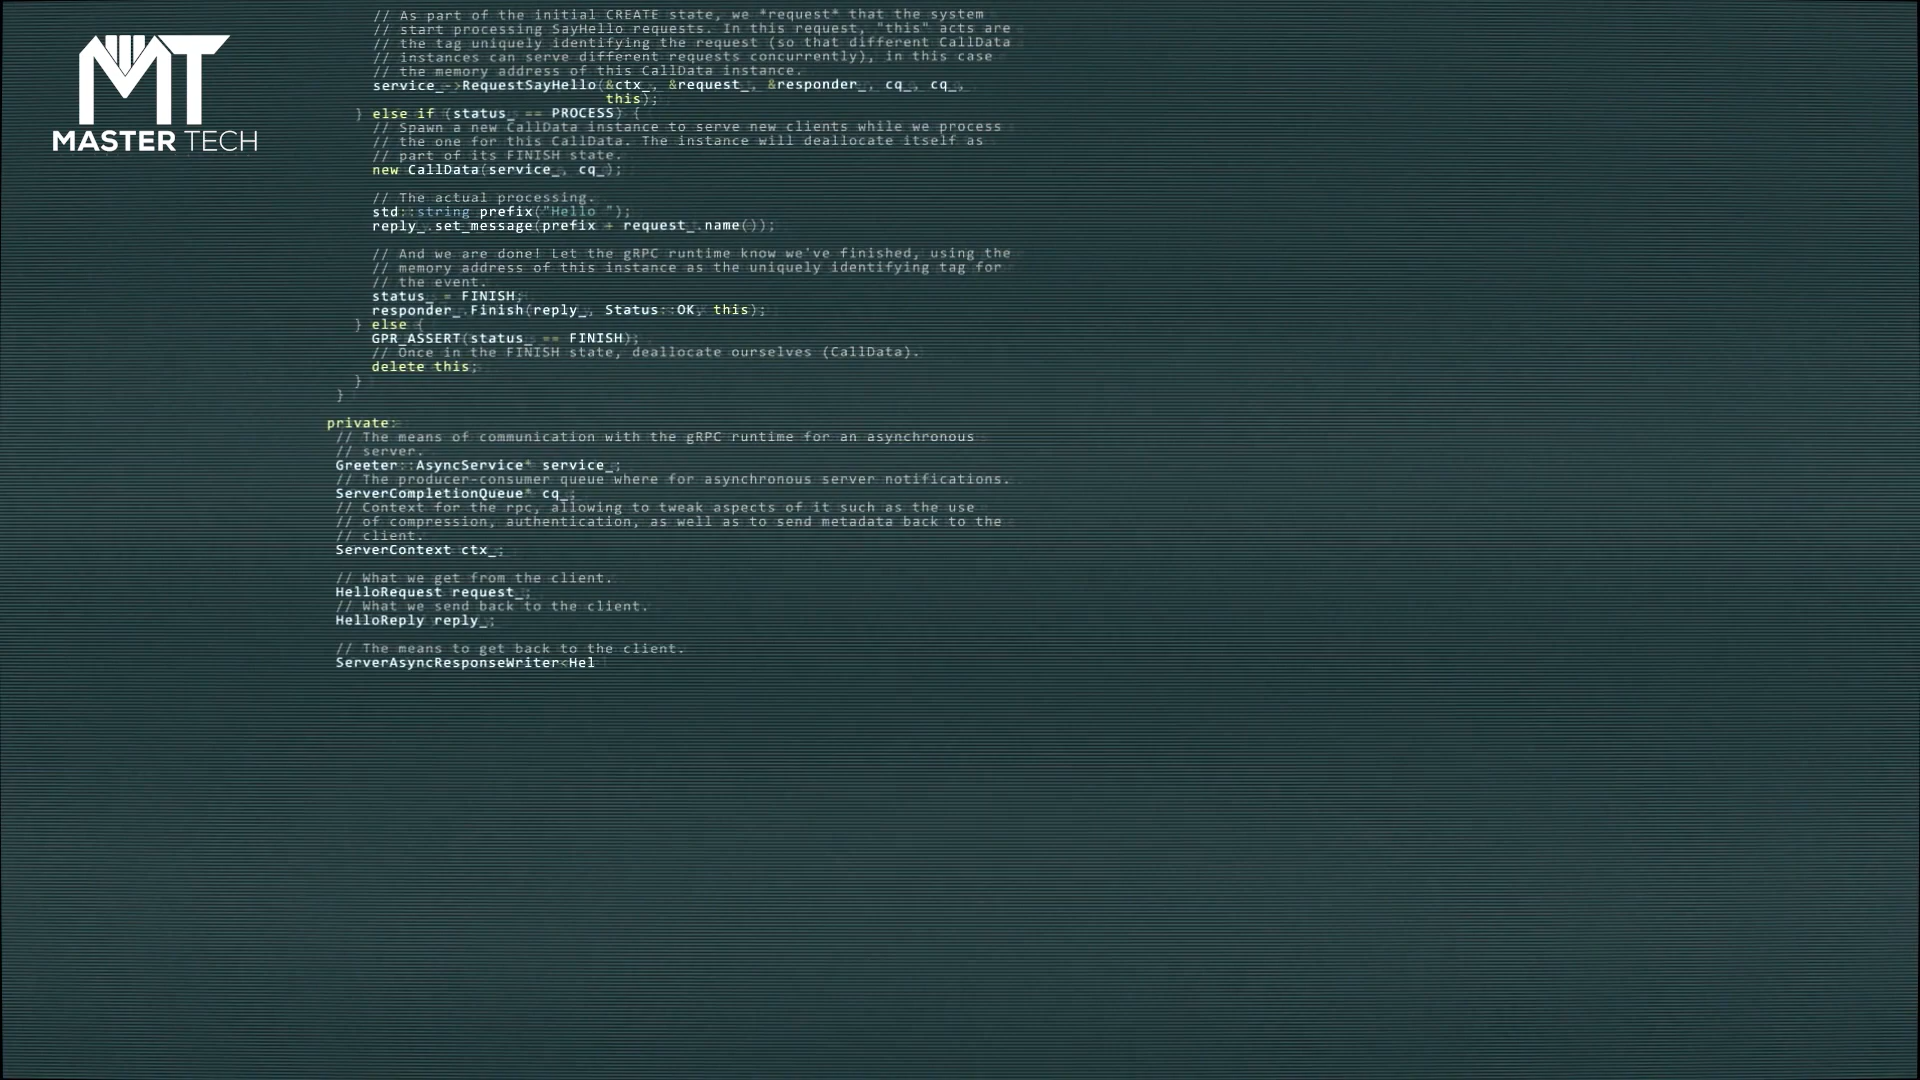 MT
MASTER TECH
// As part of the initial CREATE state, we *request* that the system
// start processing SayHello requests. In this request, "this" acts are
// the tag uniquely identifying the request (so that different CallData
// instances can serve different requests concurrently), in this case
// the memory address of this CallData instance.
service_->RequestSayHello(&ctx_, &request_, &responder_, cq_, cq_,
this);
} else if (status_ == PROCESS) {
// Spawn a new CallData instance to serve new clients while we process
// the one for this CallData. The instance will deallocate itself as
// part of its FINISH state.
new CallData(service_, cq_);
// The actual processing.
std::string prefix("Hello ");
reply_.set_message(prefix + request_.name());
// And we are done! Let the gRPC runtime know we've finished, using the
// memory address of this instance as the uniquely identifying tag for
// the event.
status_ = FINISH;
responder_.Finish(reply_, Status::OK, this);
} else {
GPR_ASSERT(status_ == FINISH);
// Once in the FINISH state, deallocate ourselves (CallData).
delete this;
}
}
private:
// The means of communication with the gRPC runtime for an asynchronous
// server.
Greeter::AsyncService* service_;
// The producer-consumer queue where for asynchronous server notifications.
ServerCompletionQueue* cq_;
// Context for the rpc, allowing to tweak aspects of it such as the use
// of compression, authentication, as well as to send metadata back to the
// client.
ServerContext ctx_;
// What we get from the client.
HelloRequest request_;
// What we send back to the client.
HelloReply reply_;
// The means to get back to the client.
ServerAsyncResponseWriter<Hel